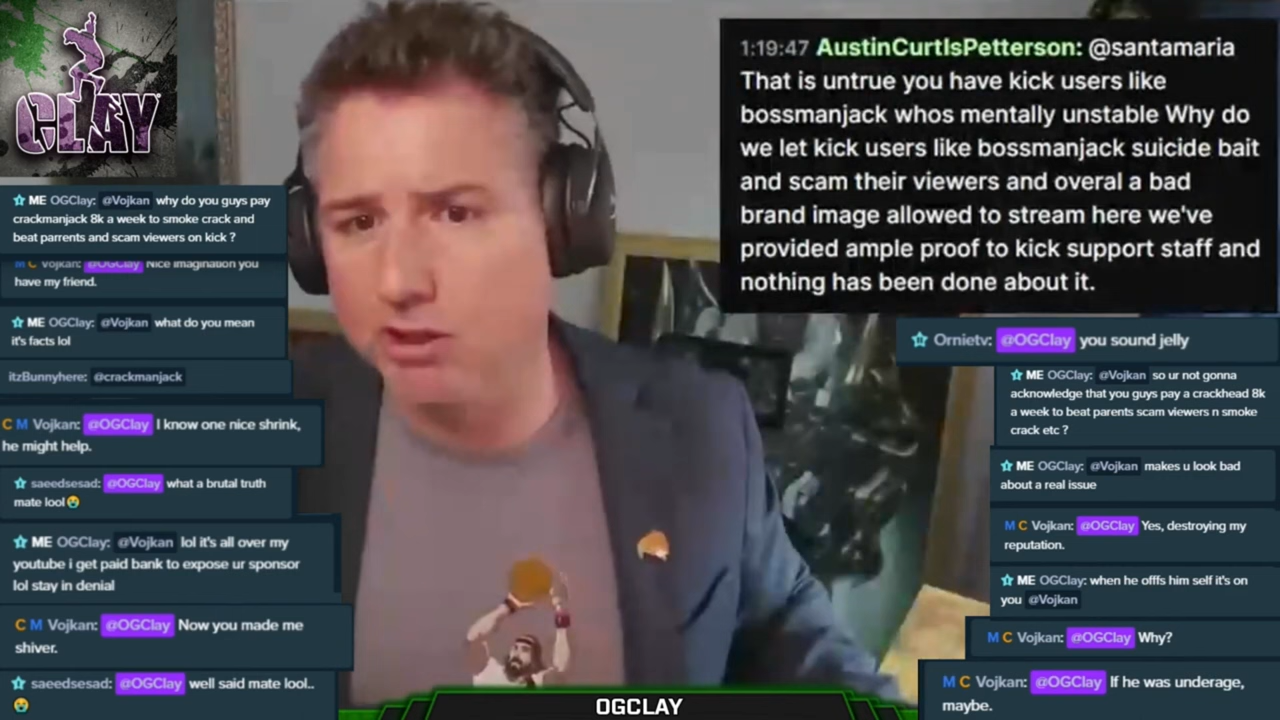 CLAY
ME OGClay: @Vojkan why do you guys pay
crackmanjack 8k a week to smoke crack and
beat parrents and scam viewers on kick ?
M C Vojkan: @OGClay Nice imagination you
have my friend.
ME OGClay: @Vojkan what do you mean
it's facts lol
itzBunnyhere: @crackmanjack
C M Vojkan: @OGClay I know one nice shrink,
he might help.
saeedsesad: @OGClay what a brutal truth
mate lool😭
ME OGClay: @Vojkan lol it's all over my
youtube i get paid bank to expose ur sponsor
lol stay in denial
C M Vojkan: @OGClay Now you made me
shiver.
saeedsesad: @OGClay well said mate lool..
😭
1:19:47 AustinCurtIsPetterson: @santamaria
That is untrue you have kick users like
bossmanjack whos mentally unstable Why do
we let kick users like bossmanjack suicide bait
and scam their viewers and overal a bad
brand image allowed to stream here we've
provided ample proof to kick support staff and
nothing has been done about it.
Ornietv: @OGClay you sound jelly
ME OGClay: @Vojkan so ur not gonna
acknowledge that you guys pay a crackhead 8k
a week to beat parents scam viewers n smoke
crack etc ?
ME OGClay: @Vojkan makes u look bad
about a real issue
M C Vojkan: @OGClay Yes, destroying my
reputation.
ME OGClay: when he offfs him self it's on
you @Vojkan
M C Vojkan: @OGClay Why?
M C Vojkan: @OGClay If he was underage,
maybe.
OGCLAY